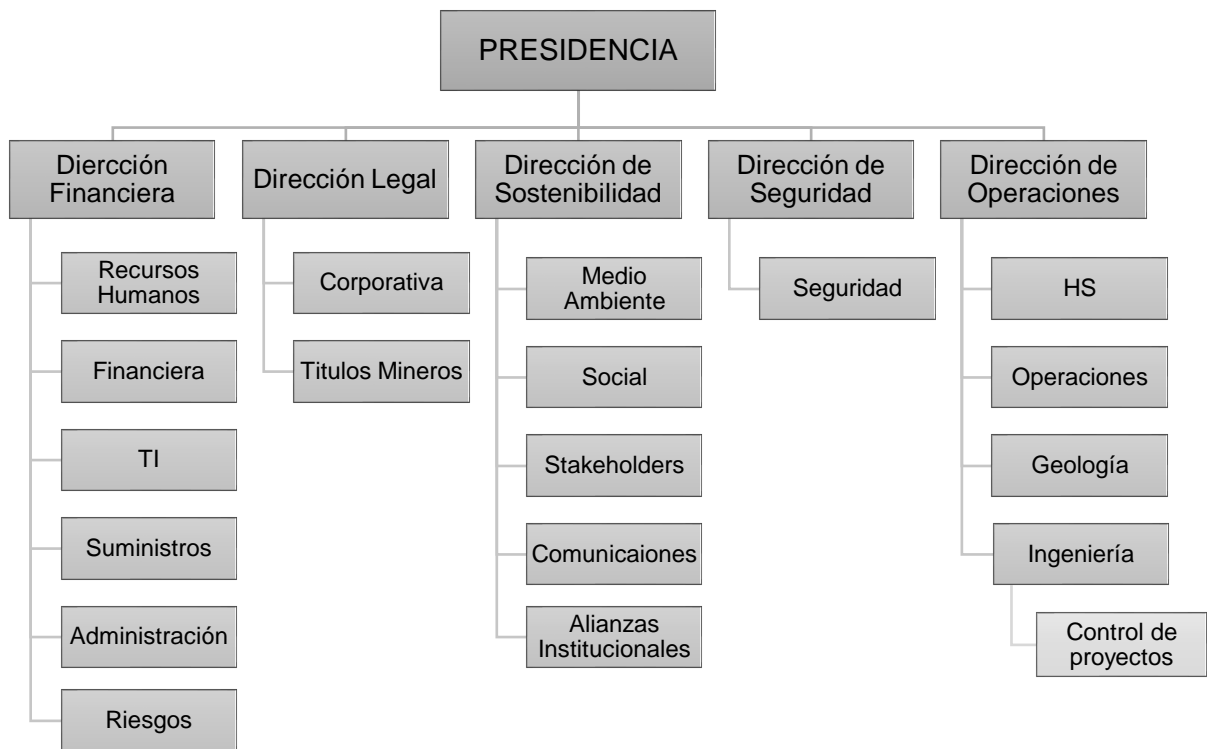 PRESIDENCIA
Diercción
Financiera
Recursos
Humanos
Financiera
TI
Suministros
Administración
Riesgos
Dirección Legal
Corporativa
Titulos Mineros
Dirección de
Sostenibilidad
Medio
Ambiente
Social
Stakeholders
Comunicaiones
Alianzas
Institucionales
Dirección de
Seguridad
Seguridad
Dirección de
Operaciones
HS
Operaciones
Geología
Ingeniería
Control de
proyectos